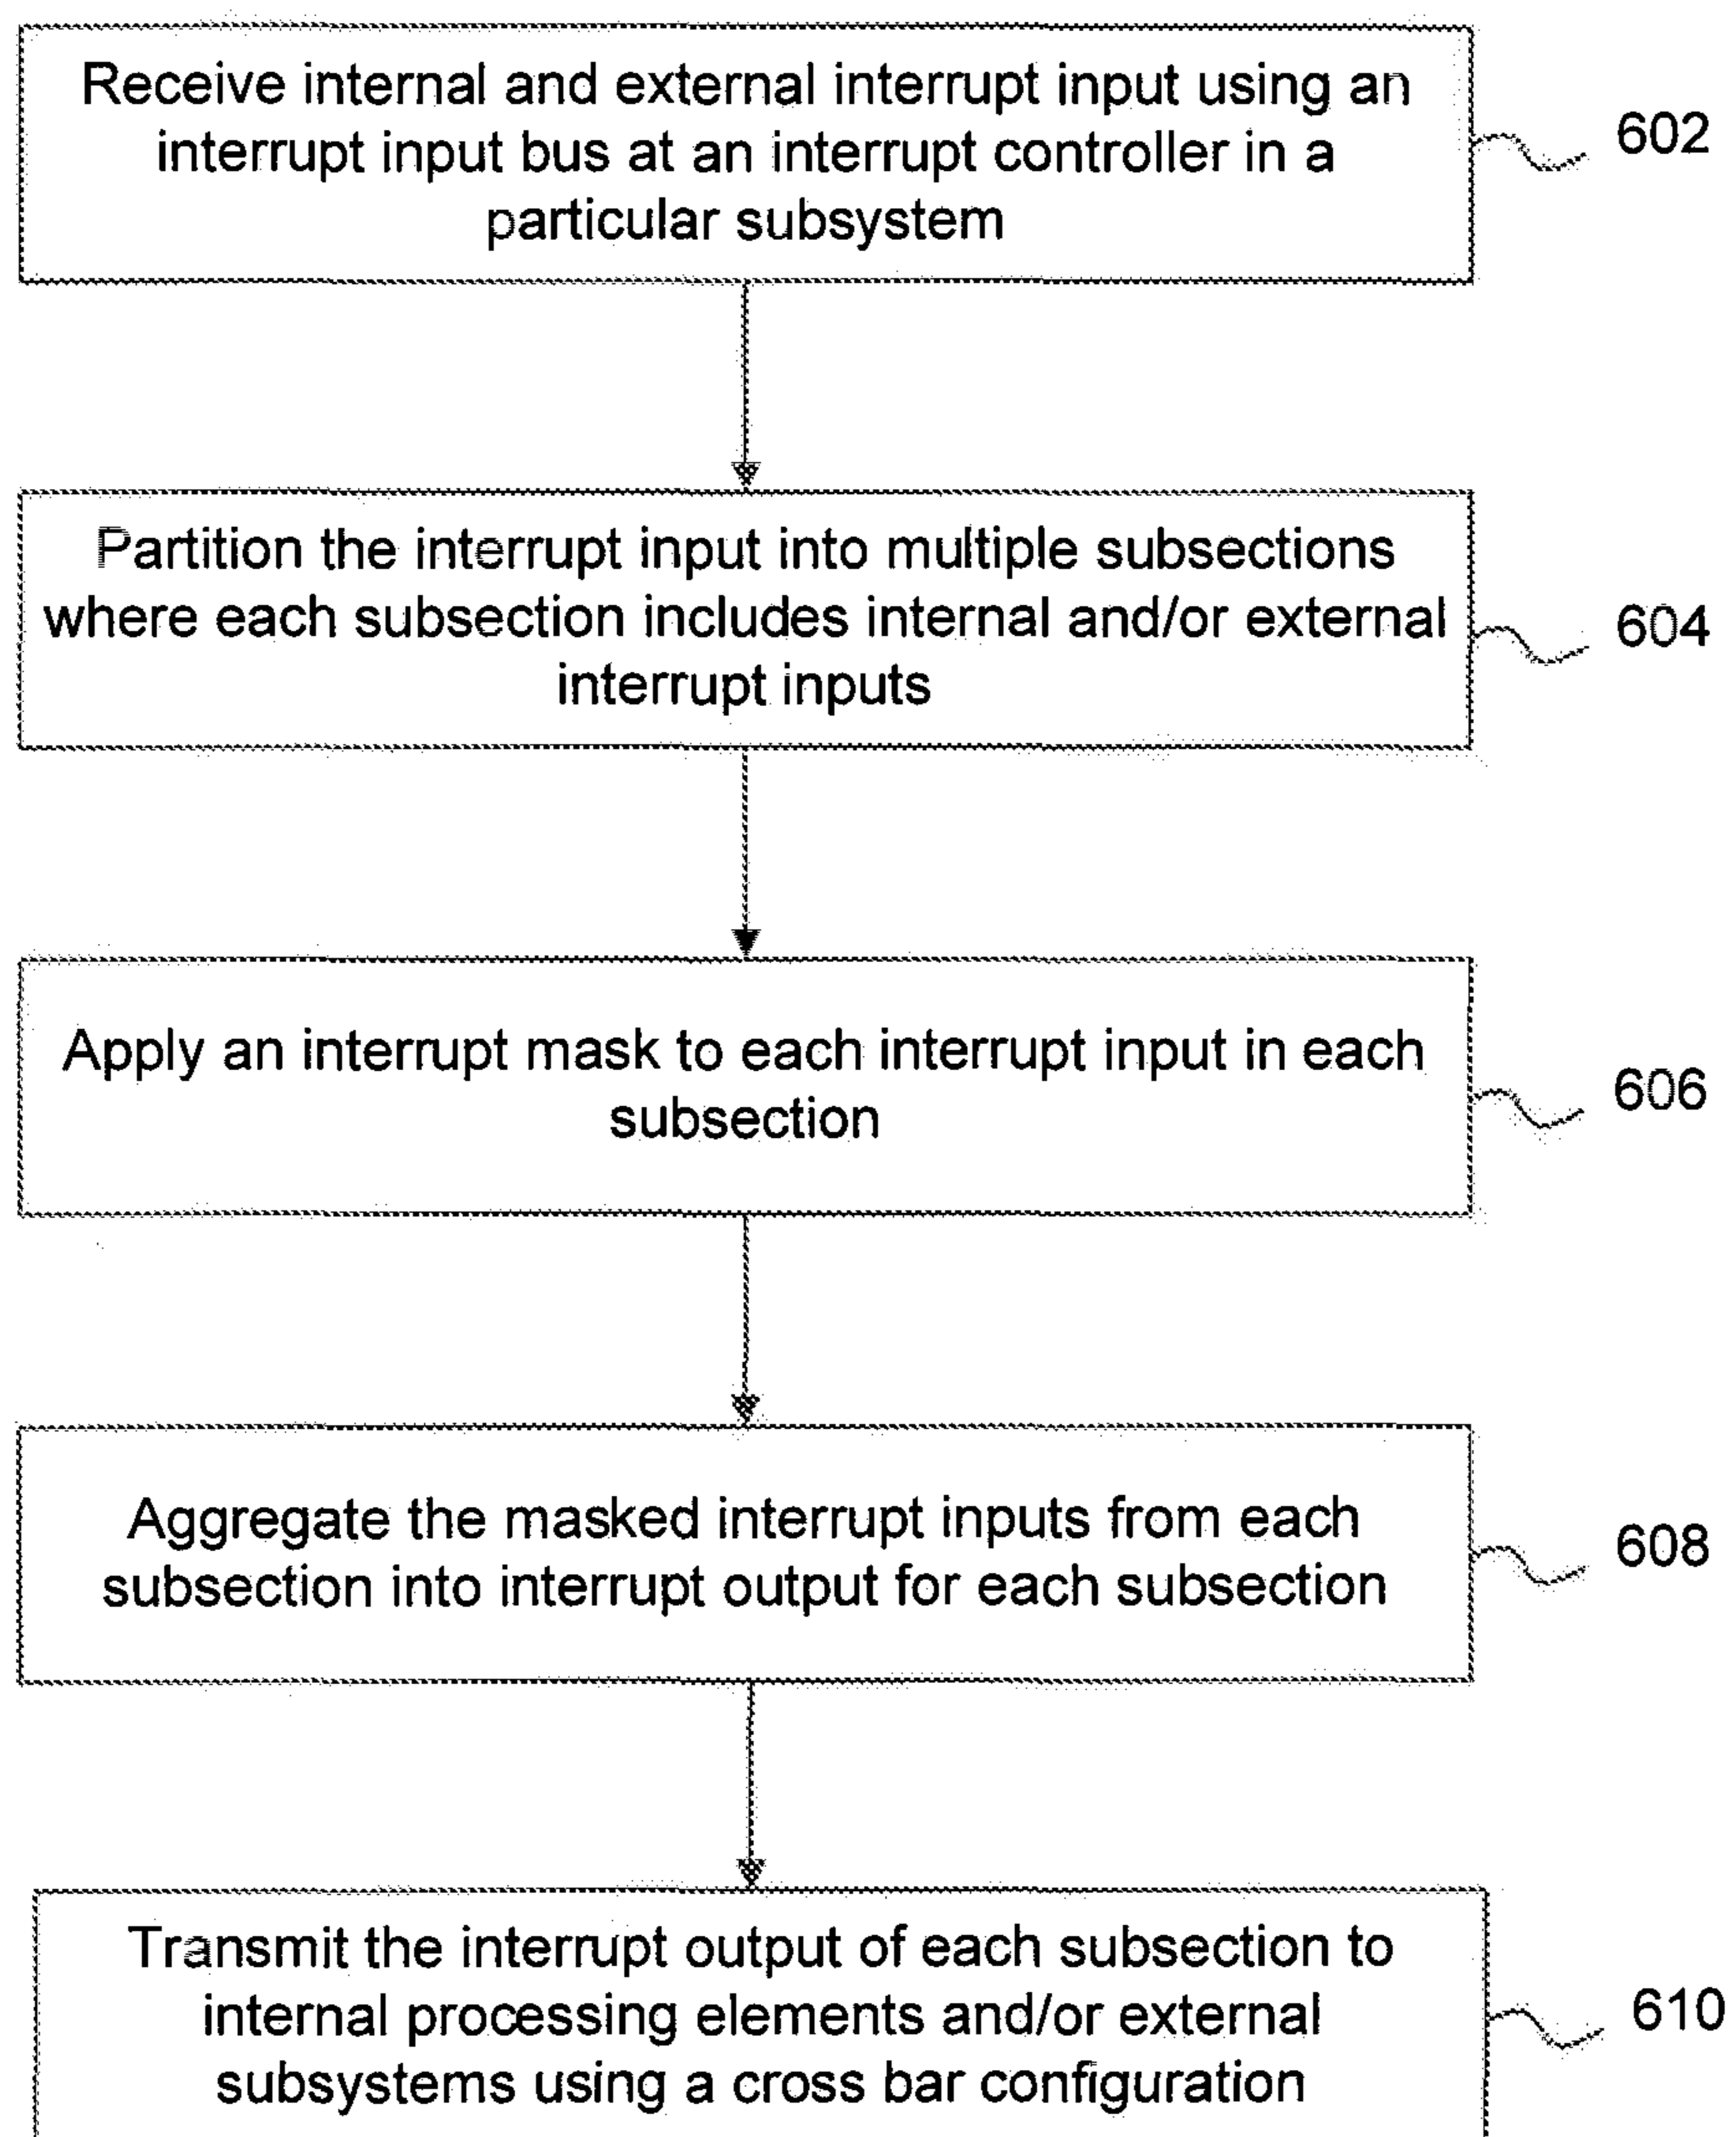 Receive internal and external interrupt input using an
interrupt input bus at an interrupt controller in a
particular subsystem
602
Partition the interrupt input into multiple subsections
where each subsection includes internal and/or external
interrupt inputs
604
Apply an interrupt mask to each interrupt input in each
subsection
606
Aggregate the masked interrupt inputs from each
subsection into interrupt output for each subsection
608
Transmit the interrupt output of each subsection to
internal processing elements and/or external
subsystems using a cross bar configuration
610